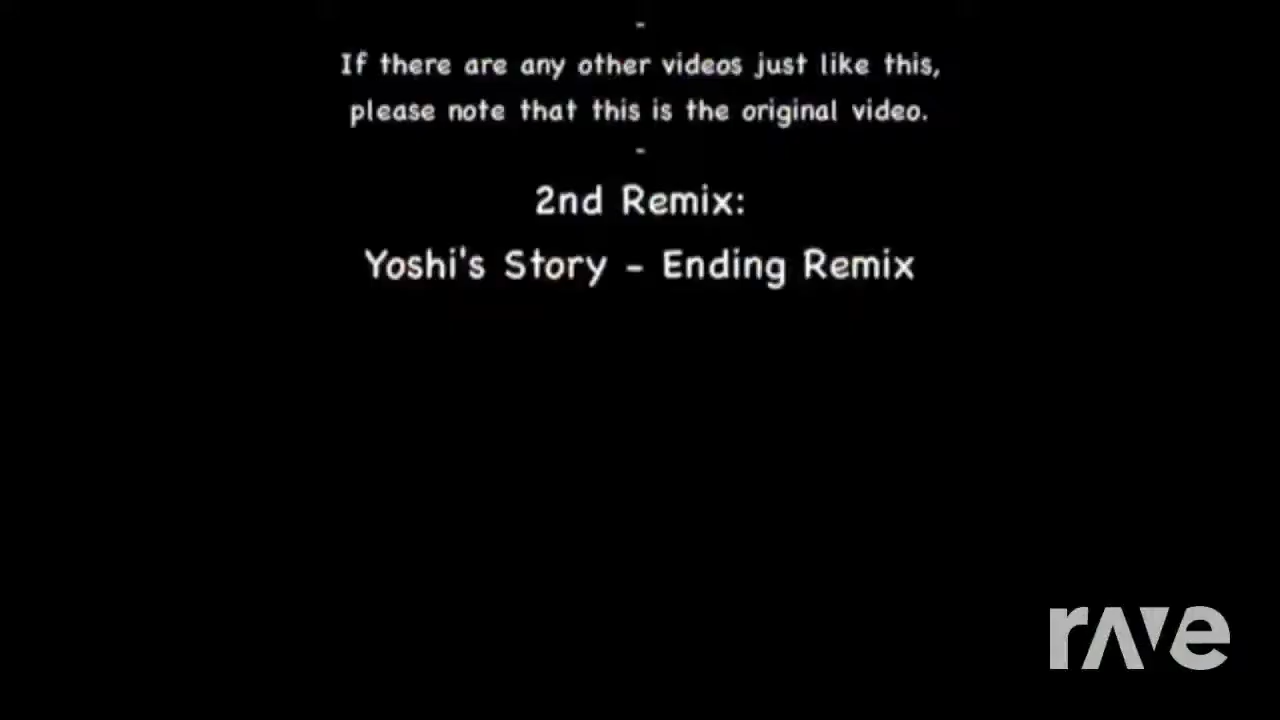 -
If there are any other videos just like this,
please note that this is the original video.
-
2nd Remix:
Yoshi's Story - Ending Remix
rave